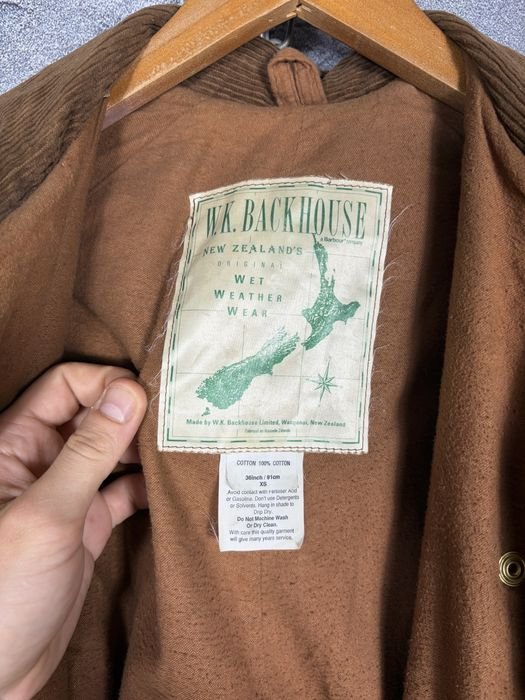 W.K. BACKHOUSE
a Barbour company
NEW ZEALAND'S
ORIGINAL
WET
WEATHER
WEAR
Made by W.K. Backhouse Limited, Wanganui, New Zealand
COTTON 100% COTTON
36inch / 91cm
XS
Avoid contact with Fertiliser Acid
or Gasolina. Don't use Detergents
or Solvents. Hang in shade to
Drip Dry.
Do Not Machine Wash
Or Dry Clean.
With care this quality garment
will give many years service.